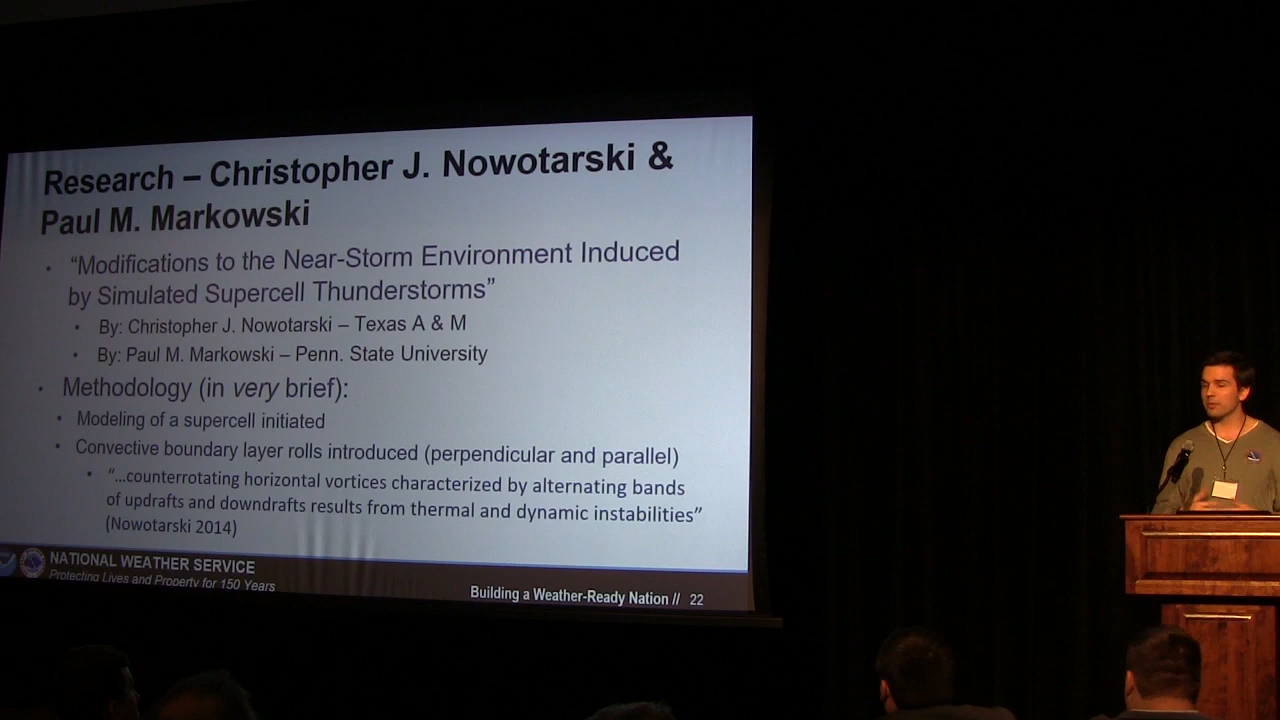 Research – Christopher J. Nowotarski &
Paul M. Markowski
• “Modifications to the Near-Storm Environment Induced
by Simulated Supercell Thunderstorms”
• By: Christopher J. Nowotarski – Texas A & M
• By: Paul M. Markowski – Penn. State University
• Methodology (in very brief):
• Modeling of a supercell initiated
• Convective boundary layer rolls introduced (perpendicular and parallel)
• “…counterrotating horizontal vortices characterized by alternating bands
of updrafts and downdrafts results from thermal and dynamic instabilities”
(Nowotarski 2014)
NATIONAL WEATHER SERVICE
Protecting Lives and Property for 150 Years
Building a Weather-Ready Nation // 22